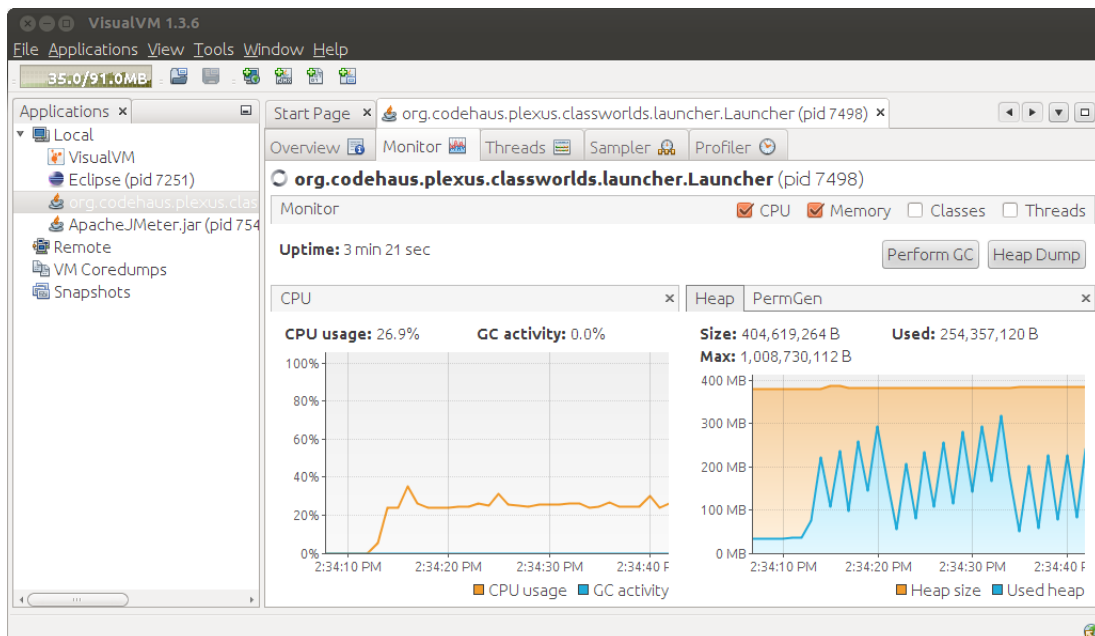 VisualVM 1.3.6
File Applications View Tools Window Help
35.0/91.0MB
Applications
Start Page
org.codehaus.plexus.classworlds.launcher.Launcher (pid 7498)
Local
VisualVM
Eclipse (pid 7251)
org.codehaus.plexus.clas
ApacheJMeter.jar (pid 754
Remote
VM Coredumps
Snapshots
Overview Monitor Threads Sampler Profiler
org.codehaus.plexus.classworlds.launcher.Launcher (pid 7498)
Monitor CPU Memory Classes Threads
Uptime: 3 min 21 sec Perform GC Heap Dump
CPU
CPU usage: 26.9% GC activity: 0.0%
100%
80%
60%
40%
20%
0%
2:34:10 PM 2:34:20 PM 2:34:30 PM 2:34:40 P
CPU usage GC activity
Heap PermGen
Size: 404,619,264 B Used: 254,357,120 B
Max: 1,008,730,112 B
400 MB
300 MB
200 MB
100 MB
0 MB
2:34:10 PM 2:34:20 PM 2:34:30 PM 2:34:40 P
Heap size Used heap